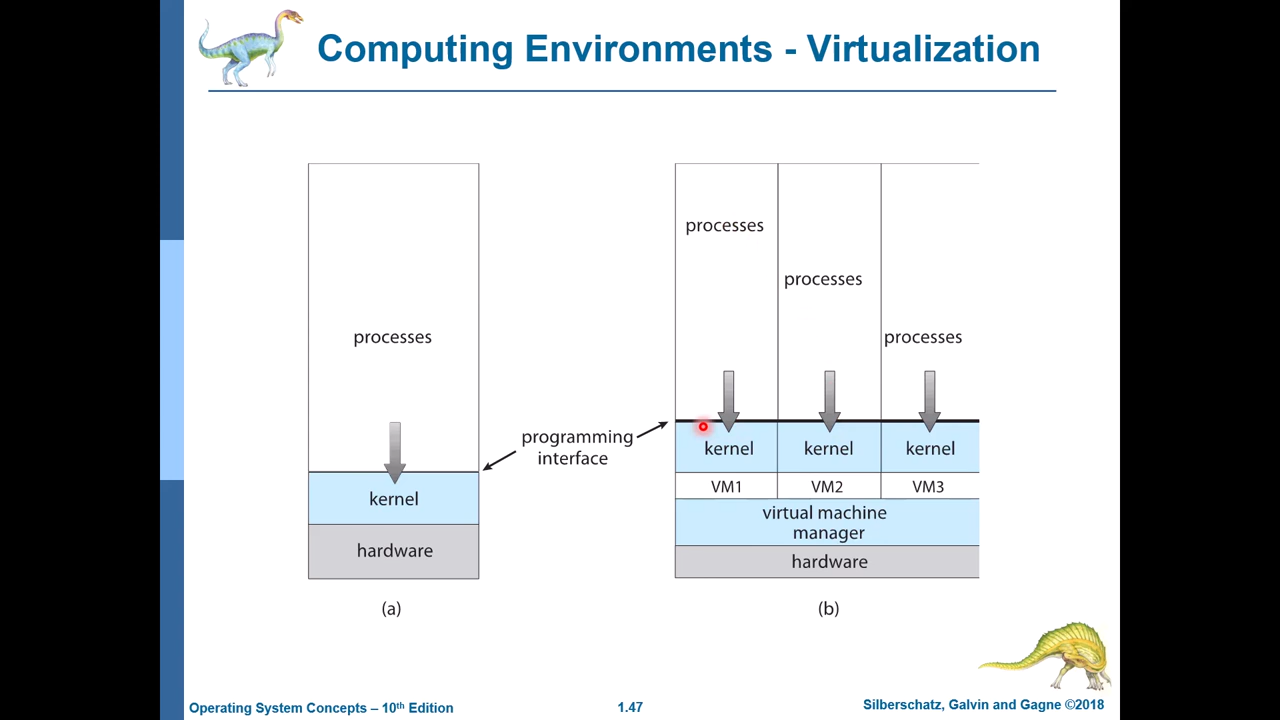 Computing Environments - Virtualization
processes
kernel
hardware
(a)
programming
interface
processes
processes
processes
kernel
kernel
kernel
VM1
VM2
VM3
virtual machine
manager
hardware
(b)
Operating System Concepts – 10th Edition
1.47
Silberschatz, Galvin and Gagne ©2018